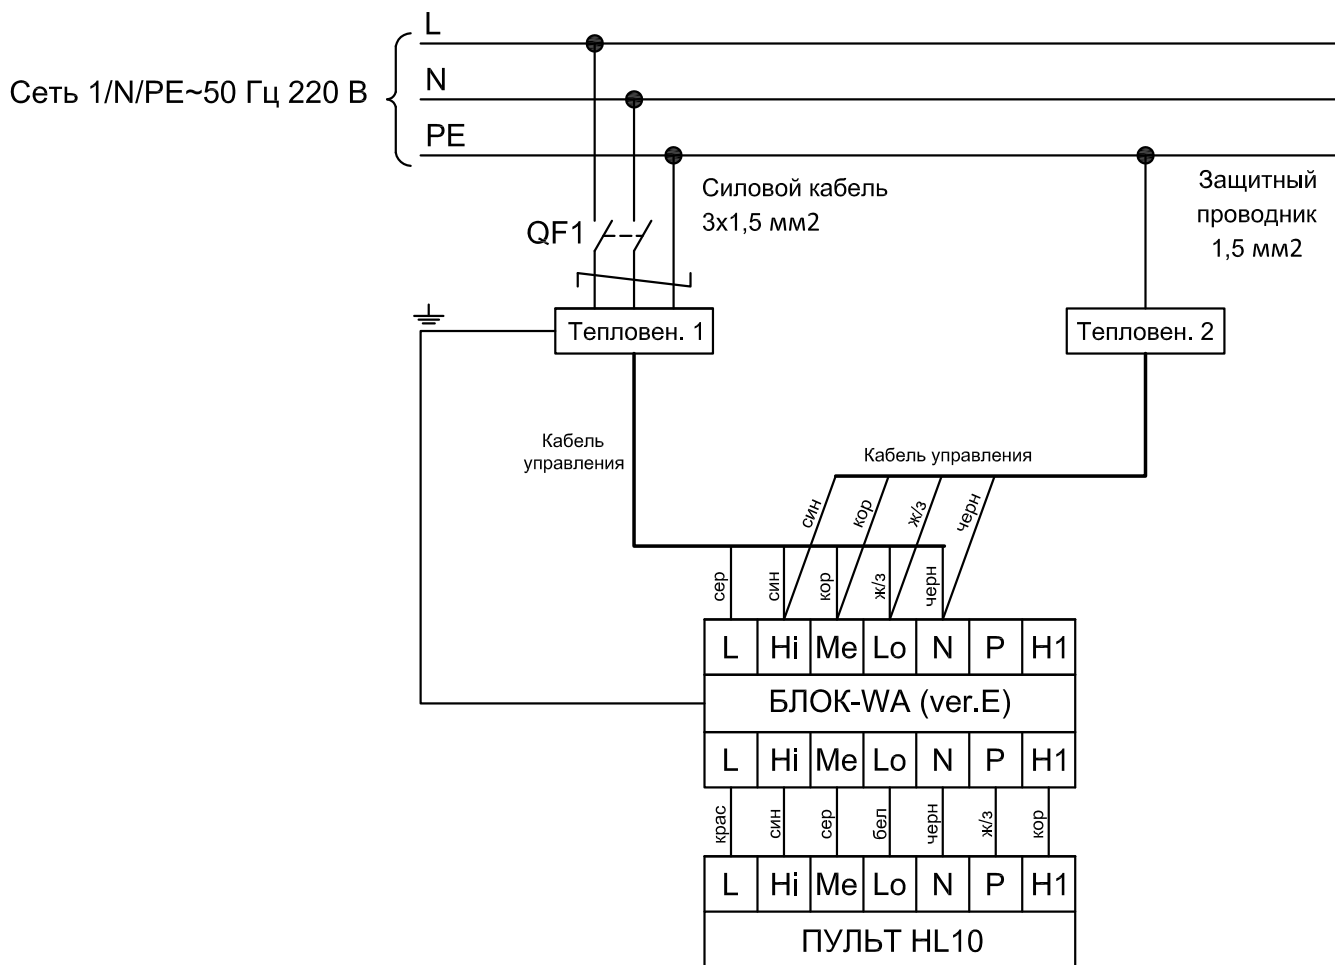 L
Сеть 1/N/PE~50 Гц 220 В
N
PE
Силовой кабель
3x1,5 мм2
Защитный
проводник
1,5 мм2
QF1
Тепловен. 1
Тепловен. 2
Кабель
управления
Кабель управления
син
кор
ж/з
черн
сер
син
кор
ж/з
черн
L Hi Me Lo N P H1
БЛОК-WA (ver.E)
L Hi Me Lo N P H1
крас
син
сер
бел
черн
ж/з
кор
L Hi Me Lo N P H1
ПУЛЬТ HL10